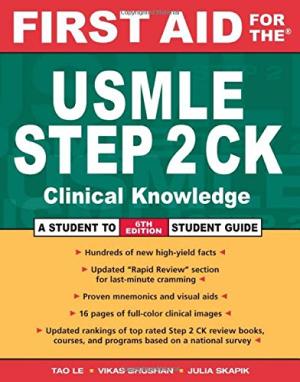 FIRST AID FOR THE®
USMLE
STEP 2 CK
Clinical Knowledge
A STUDENT TO 6TH EDITION STUDENT GUIDE
Hundreds of new high-yield facts
Updated "Rapid Review" section
for last-minute cramming
Proven mnemonics and visual aids
16 pages of full-color clinical images
Updated rankings of top rated Step 2 CK review books,
courses, and programs based on a national survey
TAO LE • VIKAS BHUSHAN • JULIA SKAPIK